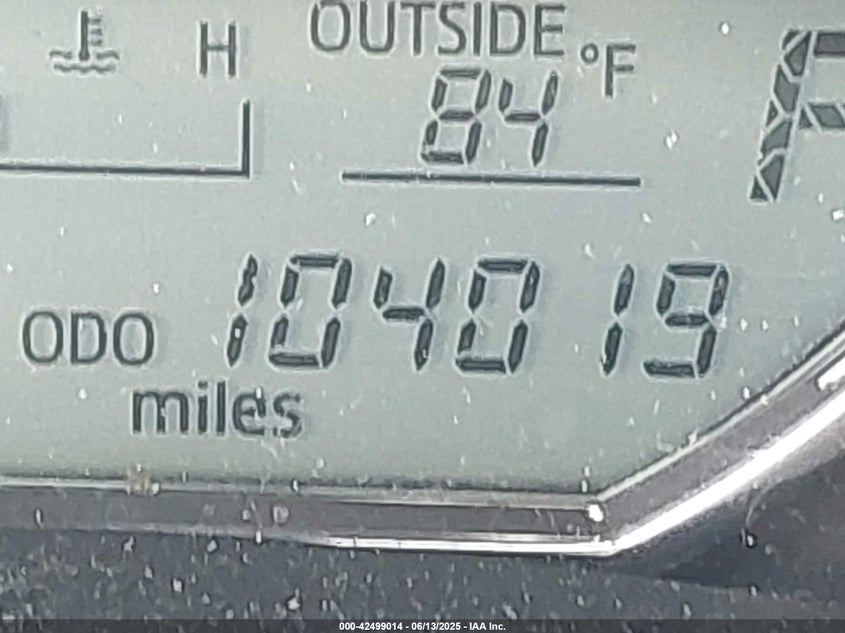 H
OUTSIDE
84 °F
ODO 104019
miles
000-42499014 - 06/13/2025 - IAA Inc.